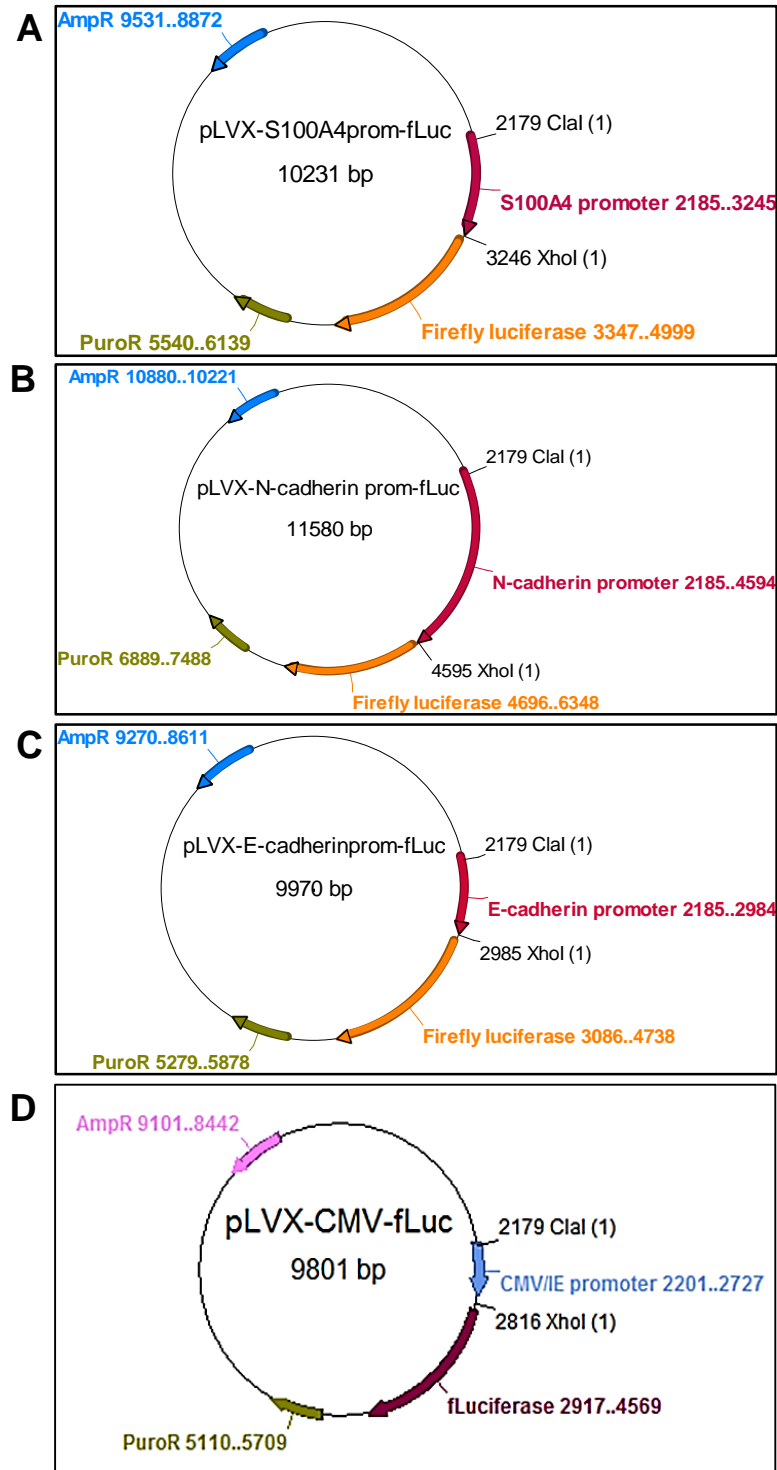 A
AmpR 9531..8872
pLVX-S100A4prom-fLuc
10231 bp
2179 ClaI (1)
S100A4 promoter 2185..3245
3246 XhoI (1)
Firefly luciferase 3347..4999
PuroR 5540..6139
B
AmpR 10880..10221
pLVX-N-cadherin prom-fLuc
11580 bp
2179 ClaI (1)
N-cadherin promoter 2185..4594
4595 XhoI (1)
Firefly luciferase 4696..6348
PuroR 6889..7488
C
AmpR 9270..8611
pLVX-E-cadherinprom-fLuc
9970 bp
2179 ClaI (1)
E-cadherin promoter 2185..2984
2985 XhoI (1)
Firefly luciferase 3086..4738
PuroR 5279..5878
D
AmpR 9101..8442
pLVX-CMV-fLuc
9801 bp
2179 ClaI (1)
CMV/IE promoter 2201..2727
2816 XhoI (1)
fLuciferase 2917..4569
PuroR 5110..5709